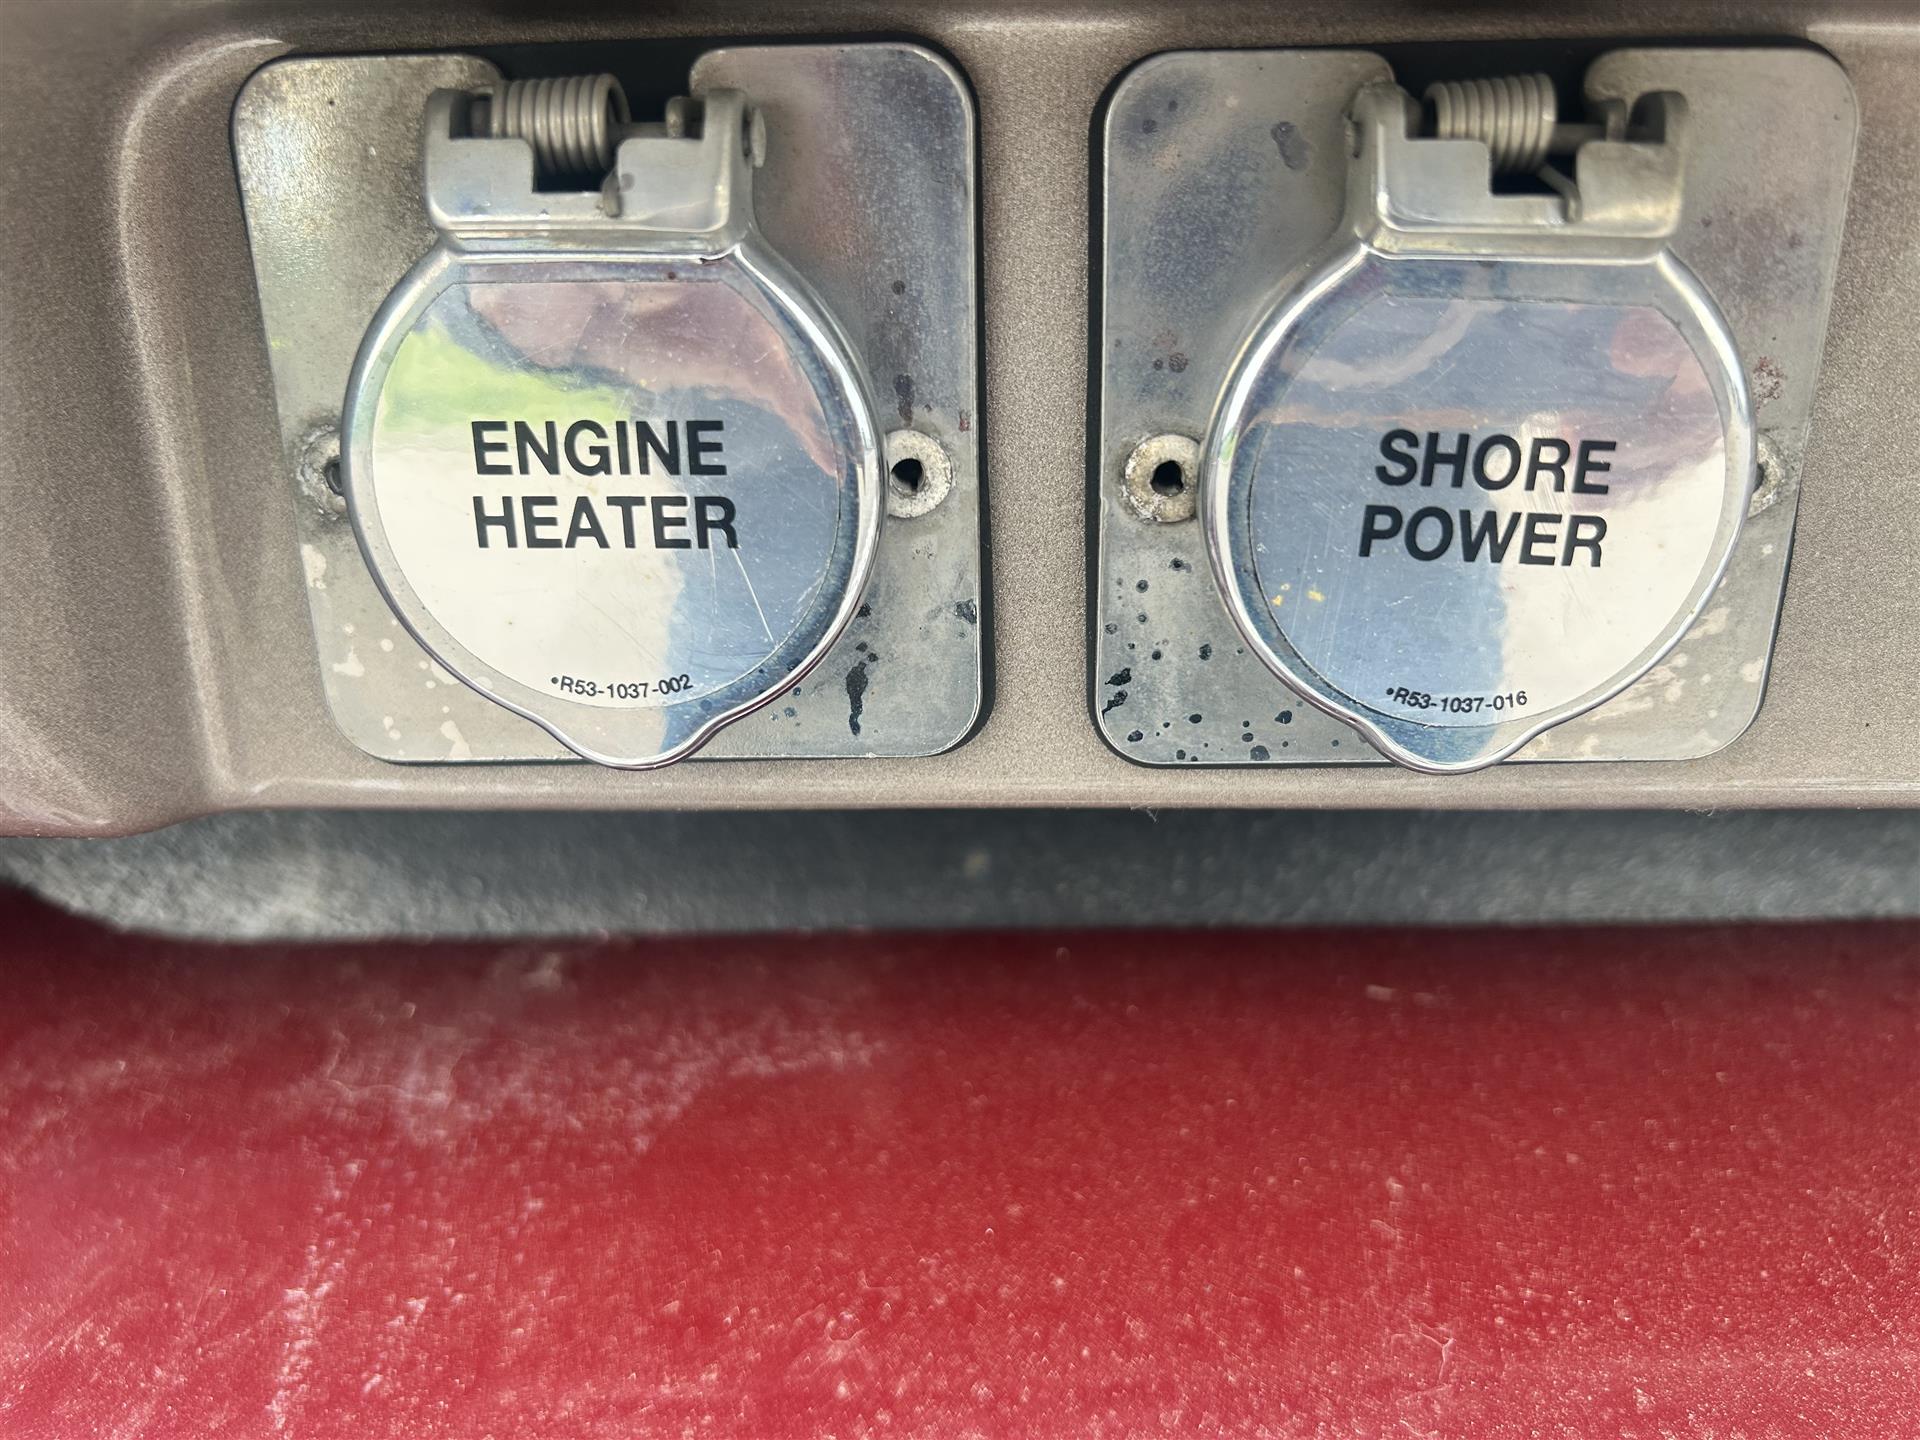 ENGINE
HEATER
•R53-1037-002
SHORE
POWER
•R53-1037-016